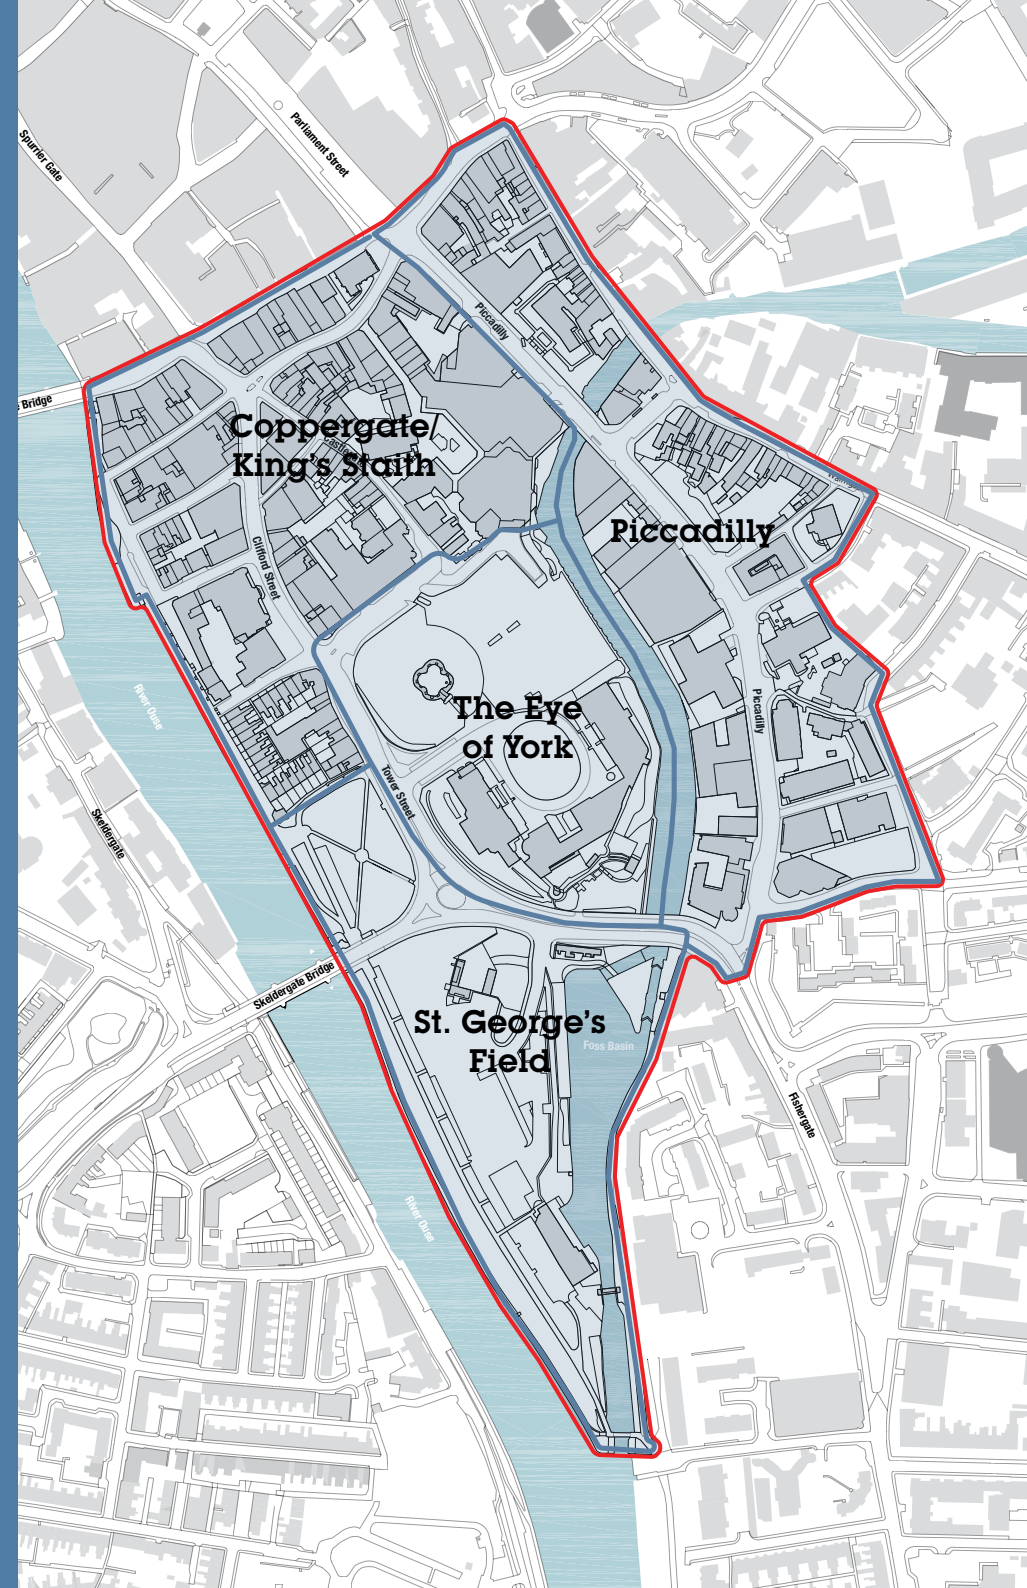 Parliament Street
Spurrier Gate
Piccadilly
Bridge
Coppergate/
King's Staith
Piccadilly
Clifford Street
River Ouse
The Eye
of York
Piccadilly
Tower Street
Skeldergate
Skeldergate Bridge
St. George's
Field
Foss Basin
Fishergate
River Ouse